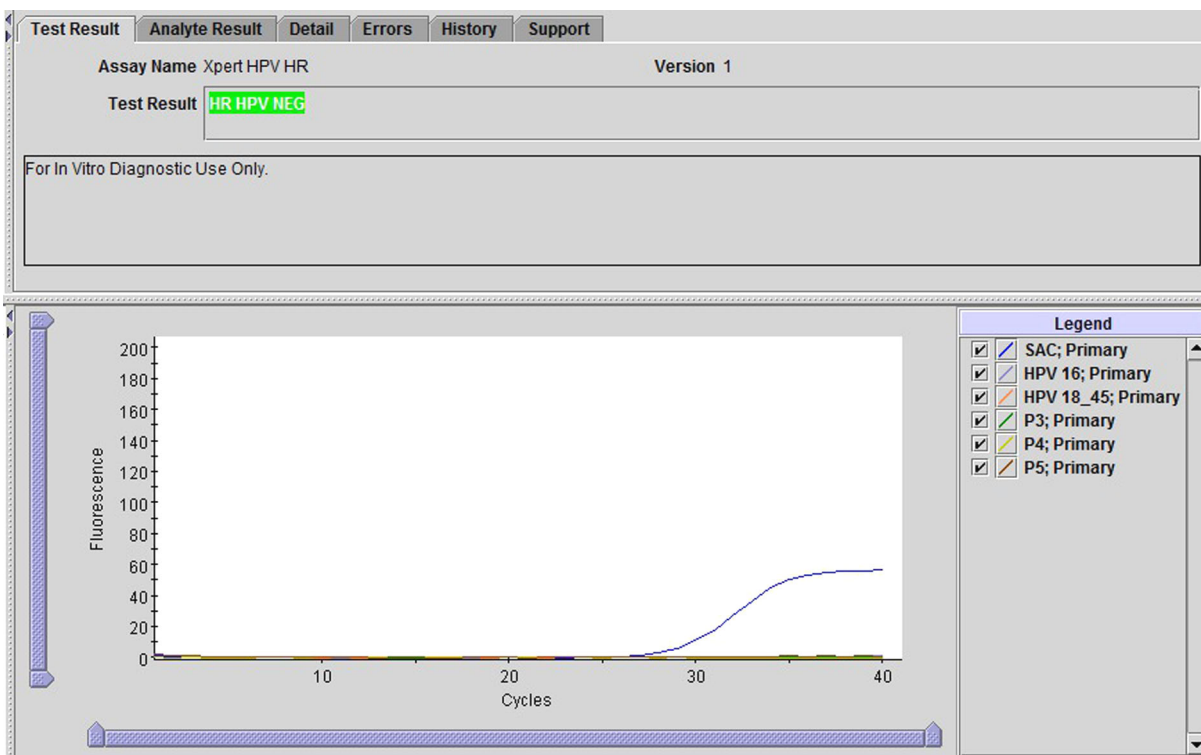 Test Result Analyte Result Detail Errors History Support
Assay Name Xpert HPV HR Version 1
Test Result HR HPV NEG
For In Vitro Diagnostic Use Only.
Legend
SAC; Primary
HPV 16; Primary
HPV 18_45; Primary
P3; Primary
P4; Primary
P5; Primary
Fluorescence
200
180
160
140
120
100
80
60
40
20
0
10 20 30 40
Cycles